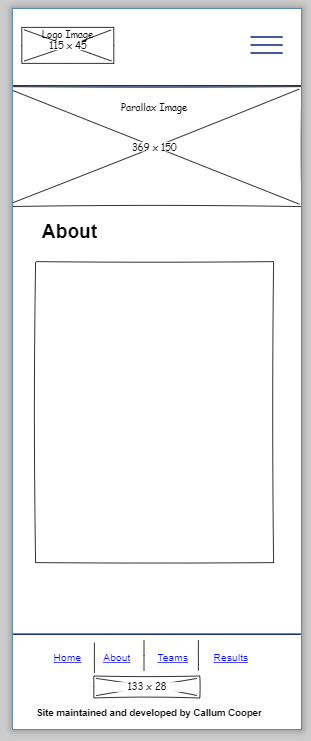 Logo Image
115 x 45
Parallax Image
369 x 150
About
Home About Teams Results
133 x 28
Site maintained and developed by Callum Cooper